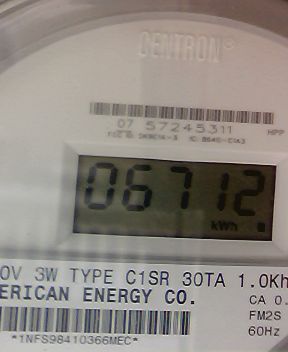 CENTRON®
07 57245311
HPP
06712
kWh
0V 3W TYPE C1SR 30TA 1.0Kh
ERICAN ENERGY CO.
CA 0.
FM2S
60Hz
*1NFS98410366MEC*